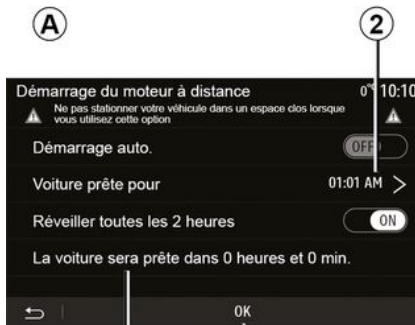 A
2
Démarrage du moteur à distance 0°C 10:10
Ne pas stationner votre véhicule dans un espace clos lorsque
vous utilisez cette option
Démarrage auto. OFF
Voiture prête pour 01:01 AM >
Réveiller toutes les 2 heures ON
La voiture sera prête dans 0 heures et 0 min.
OK